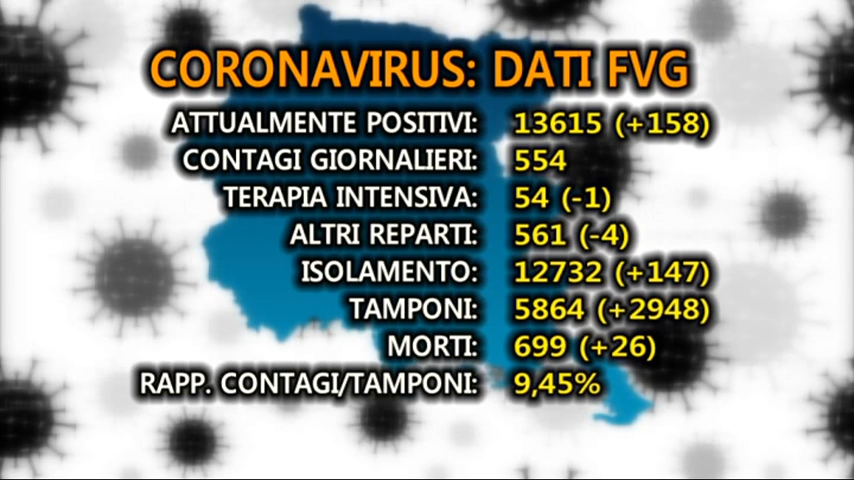 CORONAVIRUS: DATI FVG
ATTUALMENTE POSITIVI: 13615 (+158)
CONTAGI GIORNALIERI: 554
TERAPIA INTENSIVA: 54 (-1)
ALTRI REPARTI: 561 (-4)
ISOLAMENTO: 12732 (+147)
TAMPONI: 5864 (+2948)
MORTI: 699 (+26)
RAPP. CONTAGI/TAMPONI: 9,45%